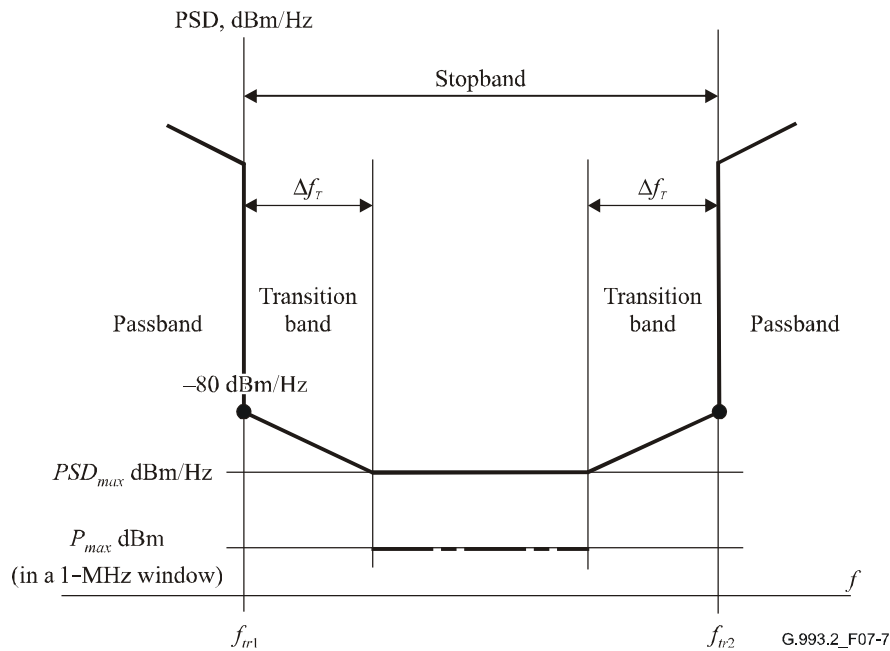 PSD, dBm/Hz
Stopband
Δf_T
Δf_T
Transition
band
Transition
band
Passband
Passband
–80 dBm/Hz
PSD_max dBm/Hz
P_max dBm
(in a 1-MHz window)
f
f_tr1
f_tr2
G.993.2_F07-7